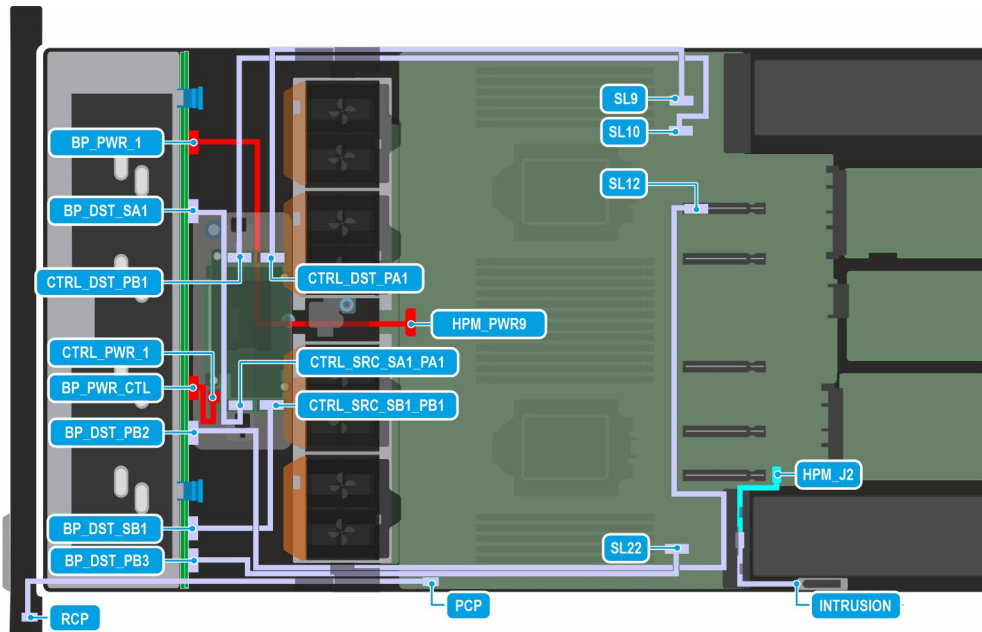 SL9
BP_PWR_1
SL10
SL12
BP_DST_SA1
CTRL_DST_PB1
CTRL_DST_PA1
HPM_PWR9
CTRL_PWR_1
CTRL_SRC_SA1_PA1
BP_PWR_CTL
CTRL_SRC_SB1_PB1
BP_DST_PB2
HPM_J2
BP_DST_SB1
SL22
BP_DST_PB3
PCP
INTRUSION
RCP